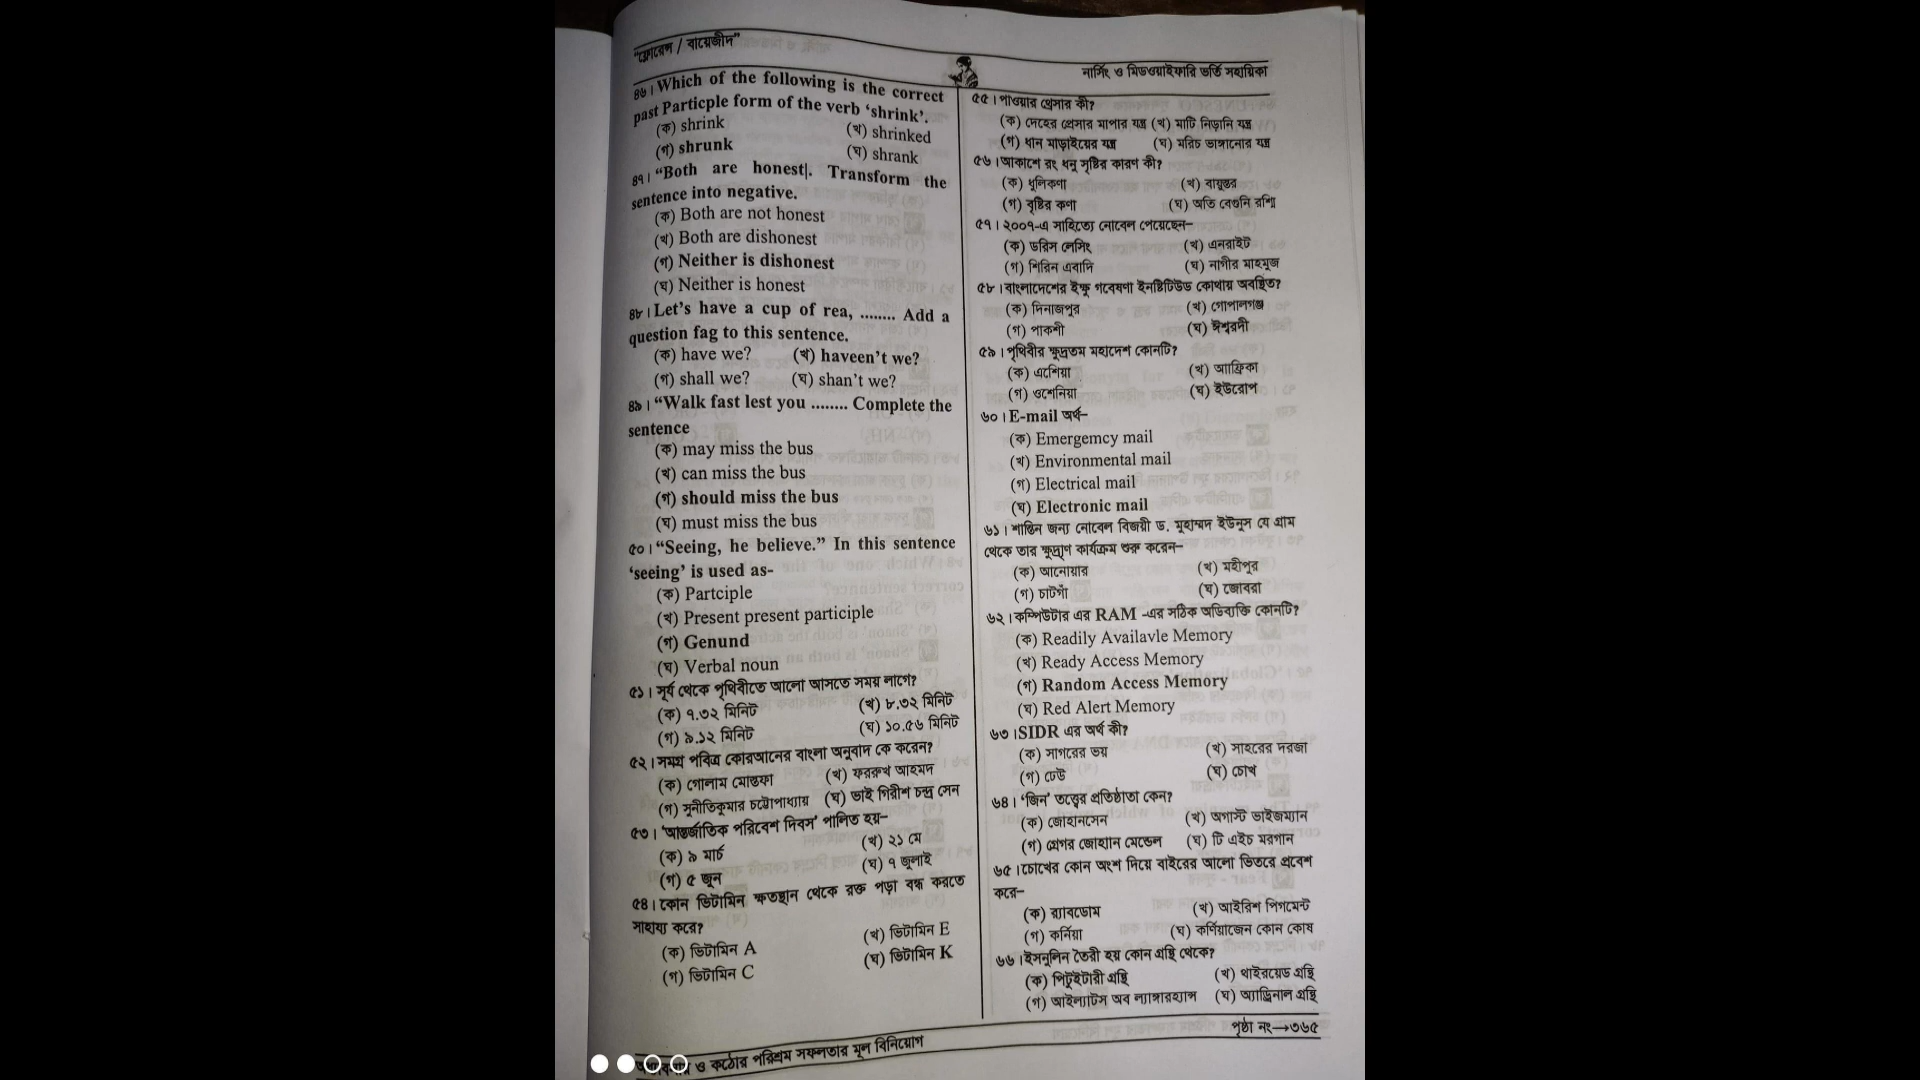 "ফ্লোরেন্স / বায়েজীদ"
নার্সিং ও মিডওয়াইফারি ভর্তি সহায়িকা
৪৬। Which of the following is the correct
past Particple form of the verb ‘shrink’.
(ক) shrink (খ) shrinked
(গ) shrunk (ঘ) shrank
৪৭। “Both are honest|. Transform the
sentence into negative.
(ক) Both are not honest
(খ) Both are dishonest
(গ) Neither is dishonest
(ঘ) Neither is honest
৪৮। Let’s have a cup of rea, ........ Add a
question fag to this sentence.
(ক) have we? (খ) haveen’t we?
(গ) shall we? (ঘ) shan’t we?
৪৯। “Walk fast lest you ........ Complete the
sentence
(ক) may miss the bus
(খ) can miss the bus
(গ) should miss the bus
(ঘ) must miss the bus
৫০। “Seeing, he believe.” In this sentence
‘seeing’ is used as-
(ক) Partciple
(খ) Present present participle
(গ) Genund
(ঘ) Verbal noun
৫১। সূর্য থেকে পৃথিবীতে আলো আসতে সময় লাগে?
(ক) ৭.৩২ মিনিট (খ) ৮.৩২ মিনিট
(গ) ৯.১২ মিনিট (ঘ) ১০.৫৬ মিনিট
৫২। সমগ্র পবিত্র কোরআনের বাংলা অনুবাদ কে করেন?
(ক) গোলাম মোস্তফা (খ) ফররুখ আহমদ
(গ) সুনীতিকুমার চট্টোপাধ্যায় (ঘ) ভাই গিরীশ চন্দ্র সেন
৫৩। ‘আন্তর্জাতিক পরিবেশ দিবস’ পালিত হয়–
(ক) ৯ মার্চ (খ) ২১ মে
(গ) ৫ জুন (ঘ) ৭ জুলাই
৫৪। কোন ভিটামিন ক্ষতস্থান থেকে রক্ত পড়া বন্ধ করতে
সাহায্য করে?
(ক) ভিটামিন A (খ) ভিটামিন E
(গ) ভিটামিন C (ঘ) ভিটামিন K
৫৫। পাওয়ার থ্রেসার কী?
(ক) দেহের প্রেসার মাপার যন্ত্র (খ) মাটি নিড়ানি যন্ত্র
(গ) ধান মাড়াইয়ের যন্ত্র (ঘ) মরিচ ভাঙ্গানোর যন্ত্র
৫৬। আকাশে রং ধনু সৃষ্টির কারণ কী?
(ক) ধুলিকণা (খ) বায়ুস্তর
(গ) বৃষ্টির কণা (ঘ) অতি বেগুনি রশ্মি
৫৭। ২০০৭-এ সাহিত্যে নোবেল পেয়েছেন–
(ক) ডরিস লেসিং (খ) এনরাইট
(গ) শিরিন এবাদি (ঘ) নাগীর মাহমুজ
৫৮। বাংলাদেশের ইক্ষু গবেষণা ইনষ্টিটিউড কোথায় অবস্থিত?
(ক) দিনাজপুর (খ) গোপালগঞ্জ
(গ) পাকশী (ঘ) ঈশ্বরদী
৫৯। পৃথিবীর ক্ষুদ্রতম মহাদেশ কোনটি?
(ক) এশিয়া (খ) আফ্রিকা
(গ) ওশেনিয়া (ঘ) ইউরোপ
৬০। E-mail অর্থ–
(ক) Emergemcy mail
(খ) Environmental mail
(গ) Electrical mail
(ঘ) Electronic mail
৬১। শান্তির জন্য নোবেল বিজয়ী ড. মুহাম্মদ ইউনুস যে গ্রাম
থেকে তার ক্ষুদ্রঋণ কার্যক্রম শুরু করেন–
(ক) আনোয়ার (খ) মহীপুর
(গ) চাটগাঁ (ঘ) জোবরা
৬২। কম্পিউটার এর RAM -এর সঠিক অভিব্যক্তি কোনটি?
(ক) Readily Availavle Memory
(খ) Ready Access Memory
(গ) Random Access Memory
(ঘ) Red Alert Memory
৬৩। SIDR এর অর্থ কী?
(ক) সাগরের ভয় (খ) সাহরের দরজা
(গ) ঢেউ (ঘ) চোখ
৬৪। ‘জিন’ তত্ত্বের প্রতিষ্ঠাতা কেন?
(ক) জোহানসেন (খ) অগাস্ট ভাইজম্যান
(গ) গ্রেগর জোহান মেন্ডেল (ঘ) টি এইচ মরগান
৬৫। চোখের কোন অংশ দিয়ে বাইরের আলো ভিতরে প্রবেশ
করে–
(ক) র‍্যাবডোম (খ) আইরিশ পিগমেন্ট
(গ) কর্নিয়া (ঘ) কর্ণিয়াজেন কোন কোষ
৬৬। ইসনুলিন তৈরী হয় কোন গ্রন্থি থেকে?
(ক) পিটুইটারী গ্রন্থি (খ) থাইরয়েড গ্রন্থি
(গ) আইল্যাটস অব ল্যাঙ্গারহ্যান্স (ঘ) অ্যাড্রিনাল গ্রন্থি
পৃষ্ঠা নং→৩৬৫
ও কঠোর পরিশ্রম সফলতার মূল বিনিয়োগ